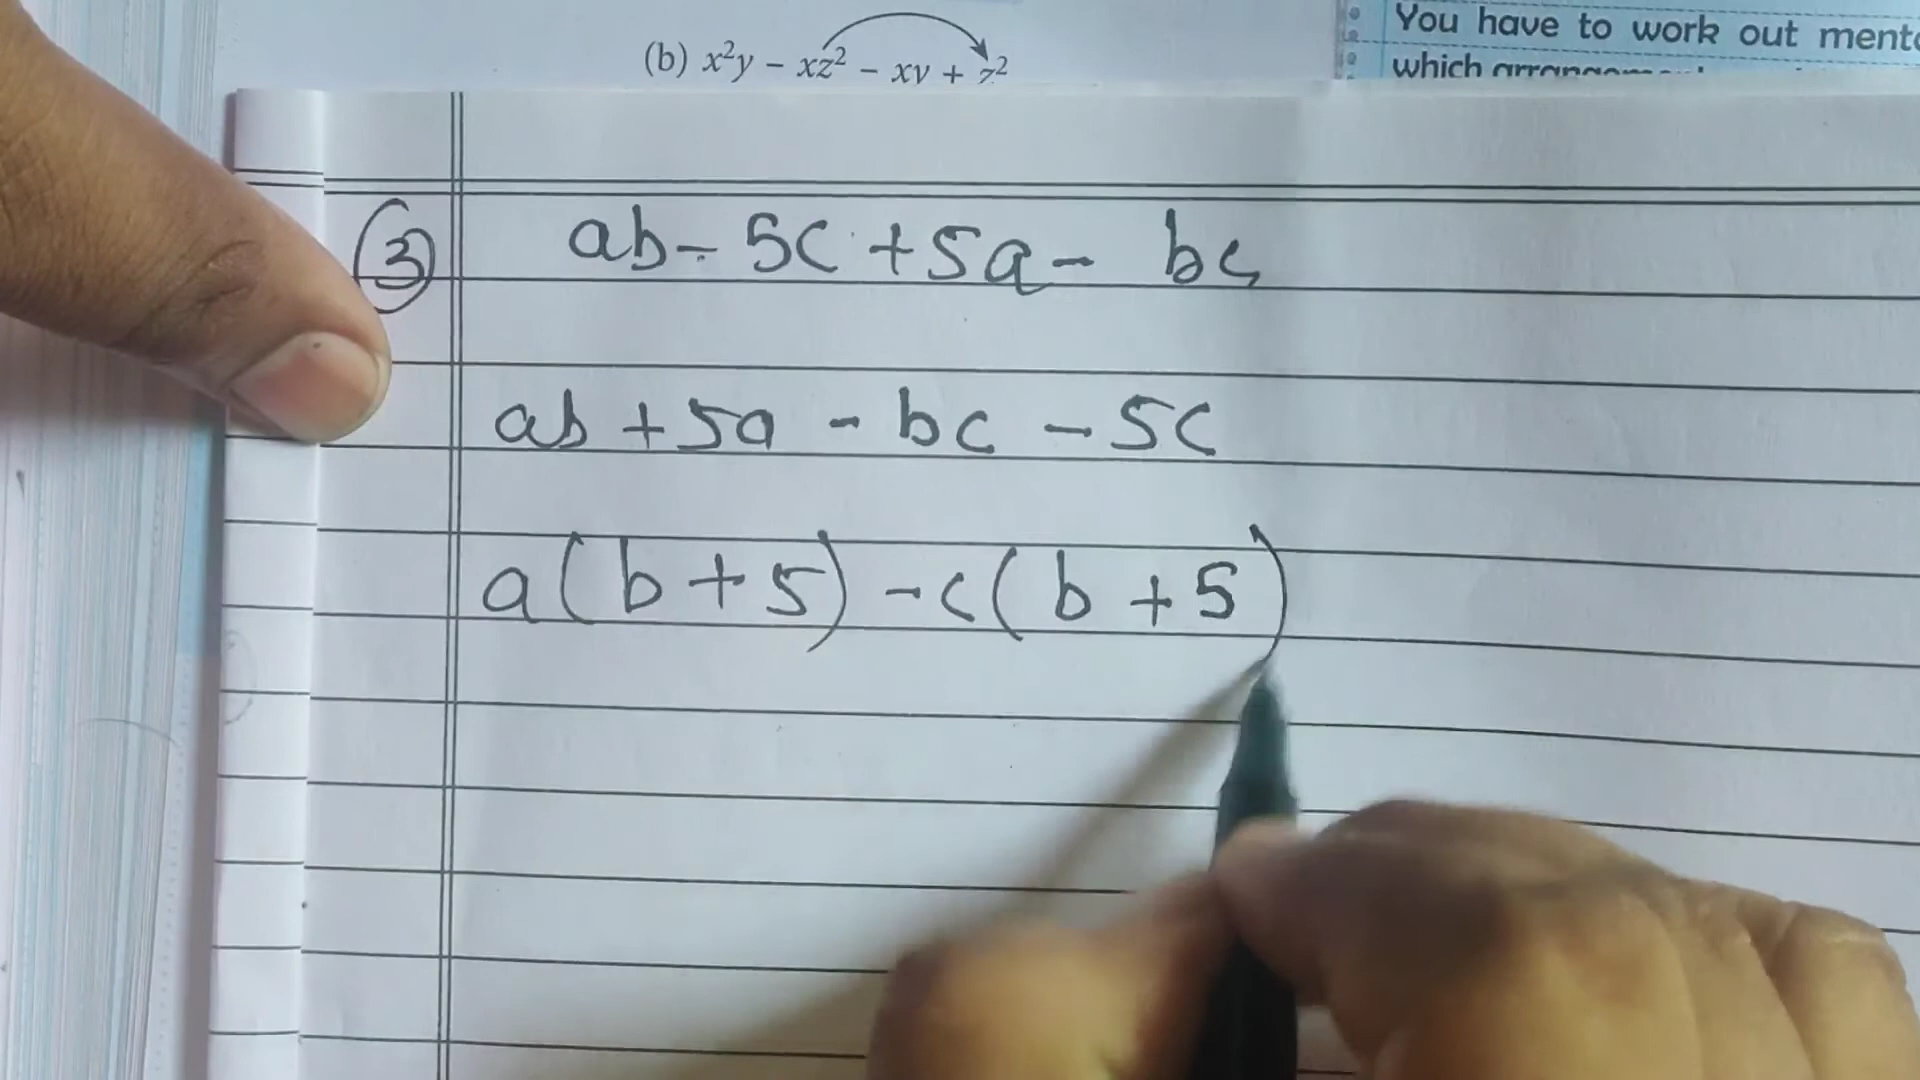 (b) x²y – xz² – xy + z²
You have to work out
which
③ ab - 5c + 5a - bc
ab + 5a - bc - 5c
a(b + 5) - c(b + 5)